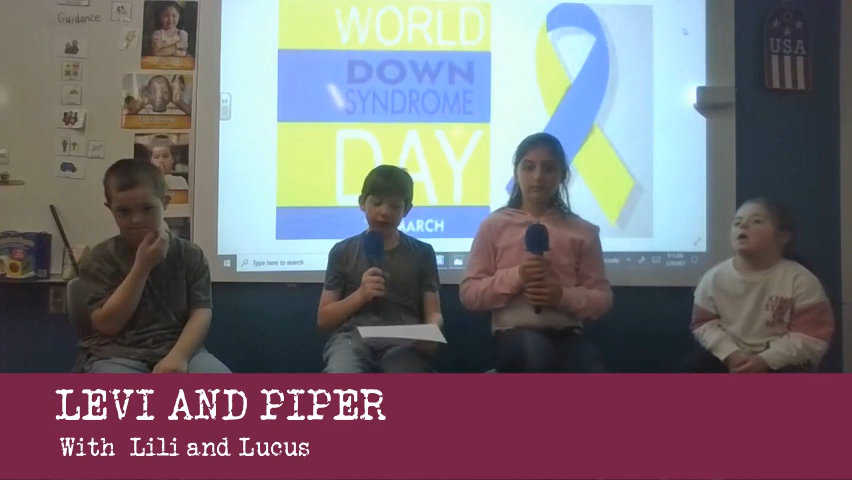 Guidance
WORLD
DOWN
SYNDROME
DAY
MARCH
USA
Type here to search
LEVI AND PIPER
With Lili and Lucus